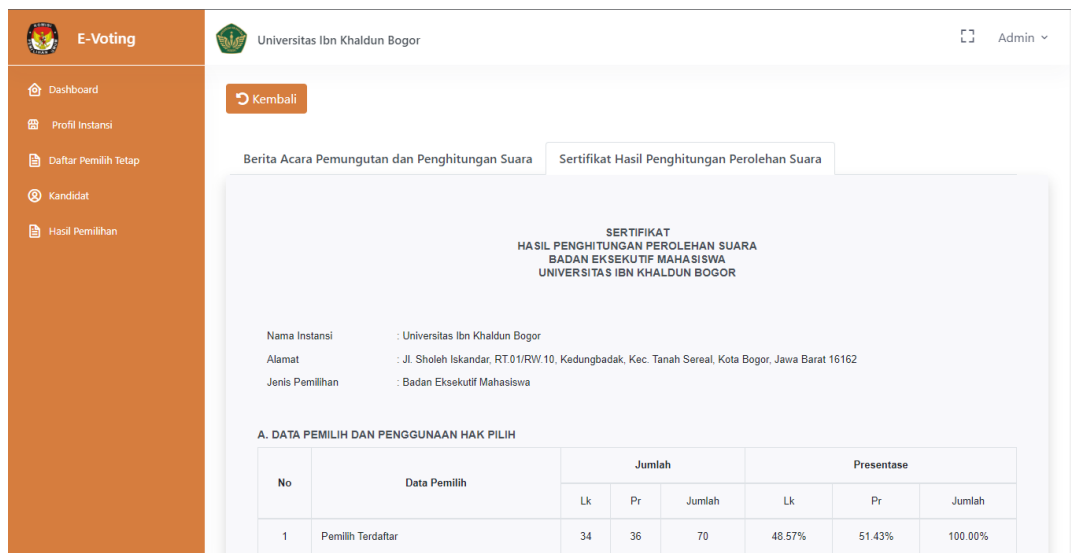 E-Voting
Universitas Ibn Khaldun Bogor
Admin
Dashboard
Profil Instansi
Daftar Pemilih Tetap
Kandidat
Hasil Pemilihan
Kembali
Berita Acara Pemungutan dan Penghitungan Suara
Sertifikat Hasil Penghitungan Perolehan Suara
SERTIFIKAT
HASIL PENGHITUNGAN PEROLEHAN SUARA
BADAN EKSEKUTIF MAHASISWA
UNIVERSITAS IBN KHALDUN BOGOR
Nama Instansi : Universitas Ibn Khaldun Bogor
Alamat : Jl. Sholeh Iskandar, RT.01/RW.10, Kedungbadak, Kec. Tanah Sereal, Kota Bogor, Jawa Barat 16162
Jenis Pemilihan : Badan Eksekutif Mahasiswa
A. DATA PEMILIH DAN PENGGUNAAN HAK PILIH
No Data Pemilih Jumlah Presentase
Lk Pr Jumlah Lk Pr Jumlah
1 Pemilih Terdaftar 34 36 70 48.57% 51.43% 100.00%